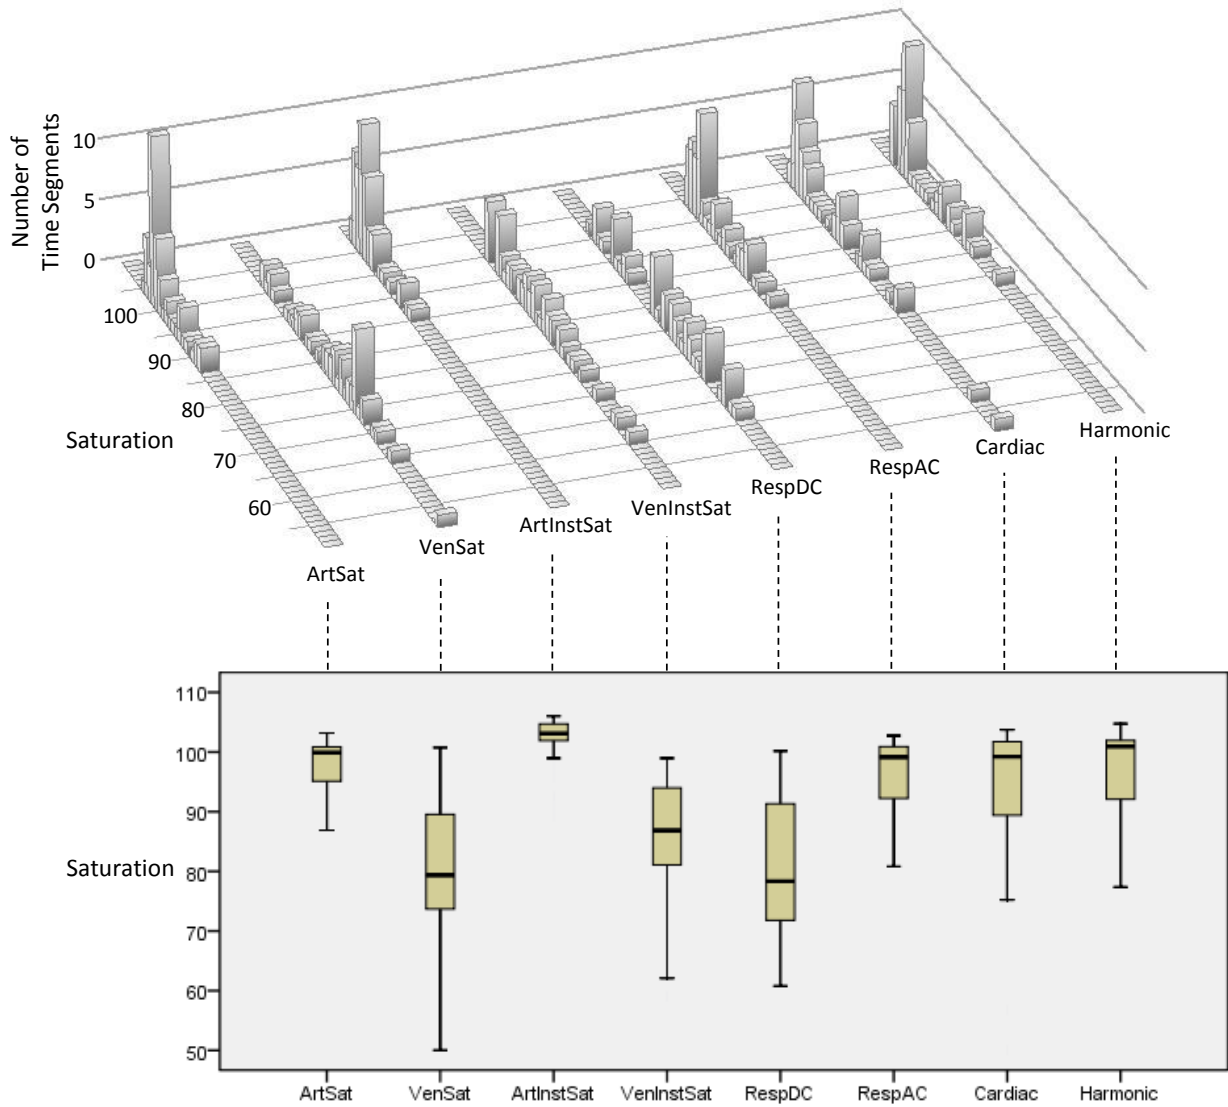 Number of
Time Segments
10
5
0
100
90
80
70
60
Saturation
ArtSat
VenSat
ArtInstSat
VenInstSat
RespDC
RespAC
Cardiac
Harmonic
110
100
90
80
70
60
50
Saturation
ArtSat VenSat ArtInstSat VenInstSat RespDC RespAC Cardiac Harmonic